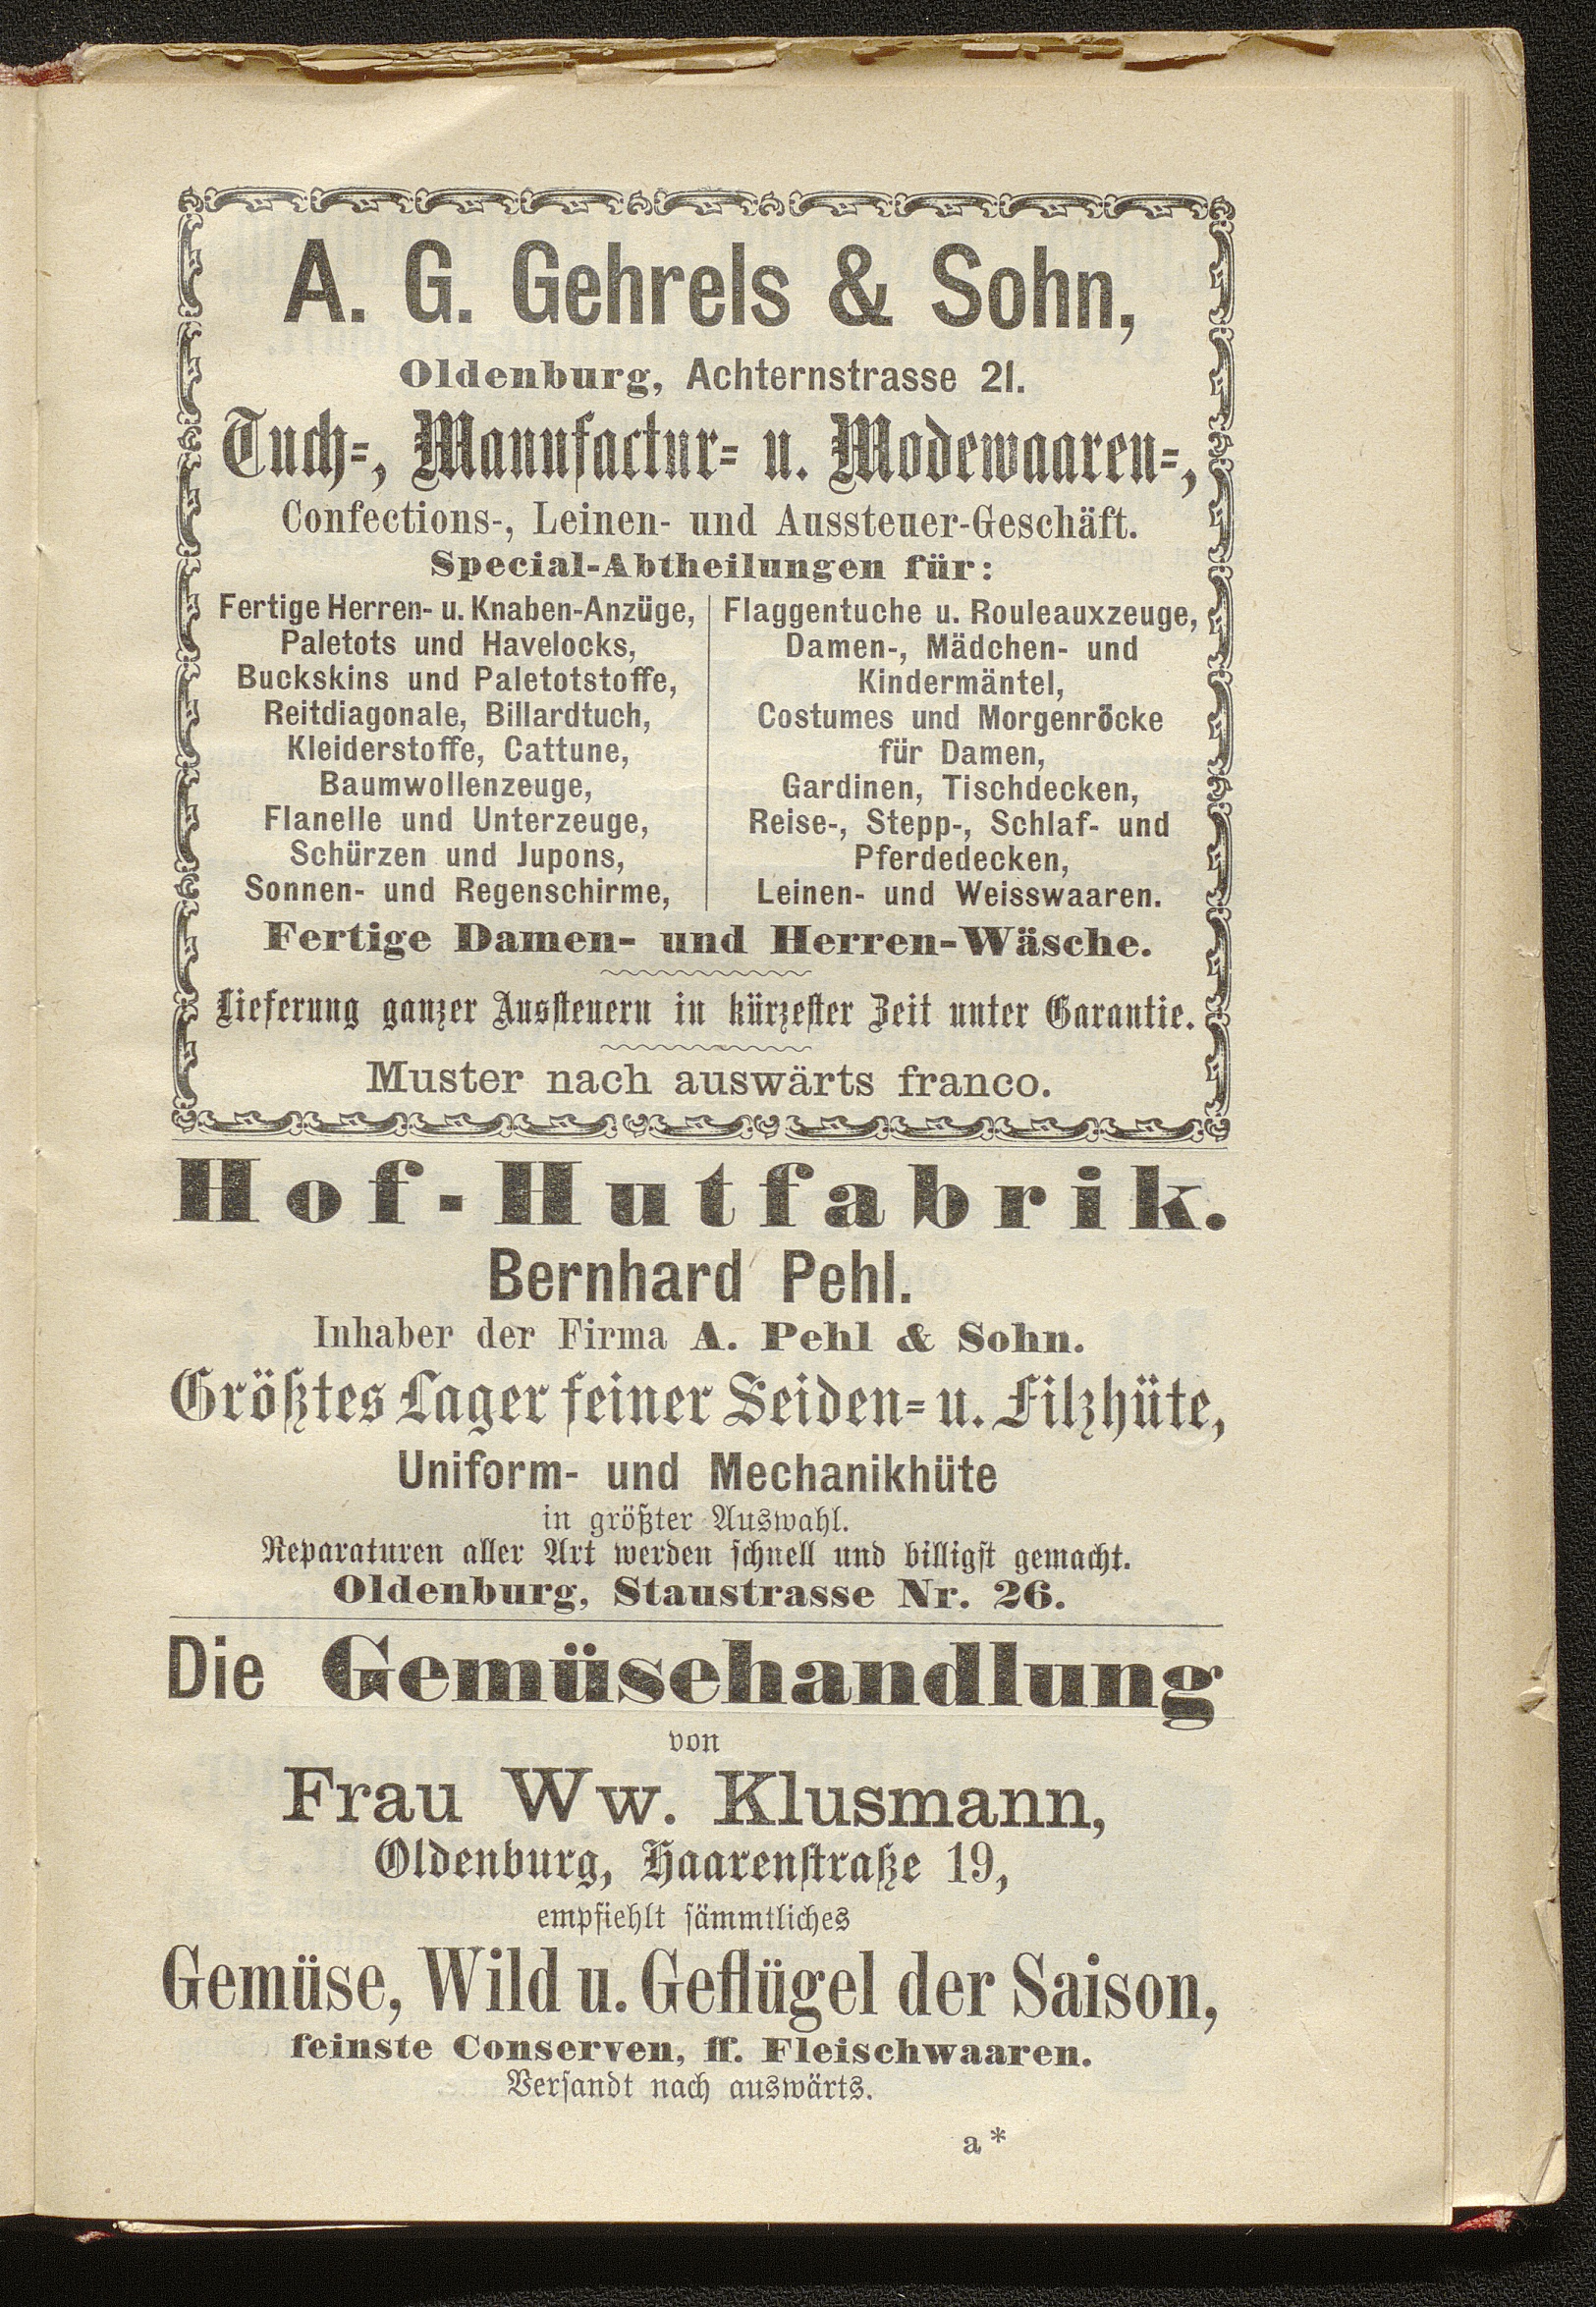 A. G. Gehrels & Sohn,
Oldenburg, Achternstrasse 21.
Tuch-, Manufactur- u. Modewaaren-,
Confections-, Leinen- und Aussteuer-Geschäft.
Special-Abtheilungen für:
Fertige Herren- u. Knaben-Anzüge,
Paletots und Havelocks,
Buckskins und Paletotstoffe,
Reitdiagonale, Billardtuch,
Kleiderstoffe, Cattune,
Baumwollenzeuge,
Flanelle und Unterzeuge,
Schürzen und Jupons,
Sonnen- und Regenschirme,
Flaggentuche u. Rouleauxzeuge,
Damen-, Mädchen- und
Kindermäntel,
Costumes und Morgenröcke
für Damen,
Gardinen, Tischdecken,
Reise-, Stepp-, Schlaf- und
Pferdedecken,
Leinen- und Weisswaaren.
Fertige Damen- und Herren-Wäsche.
Lieferung ganzer Aussteuern in kürzester Zeit unter Garantie.
Muster nach auswärts franco.
Hof-Hutfabrik.
Bernhard Pehl.
Inhaber der Firma A. Pehl & Sohn.
Größtes Lager feiner Seiden- u. Filzhüte,
Uniform- und Mechanikhüte
in größter Auswahl.
Reparaturen aller Art werden schnell und billigst gemacht.
Oldenburg, Staustrasse Nr. 26.
Die Gemüsehandlung
von
Frau Ww. Klusmann,
Oldenburg, Haarenstraße 19,
empfiehlt sämmtliches
Gemüse, Wild u. Geflügel der Saison,
feinste Conserven, ff. Fleischwaaren.
Versandt nach auswärts.
a*